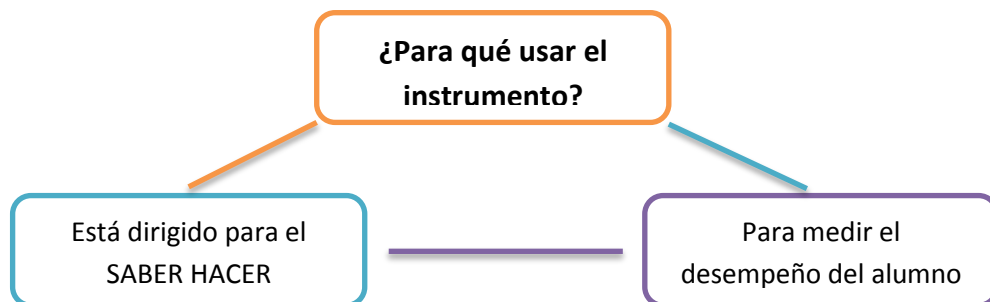 ¿Para qué usar el
instrumento?
Está dirigido para el
SABER HACER
Para medir el
desempeño del alumno